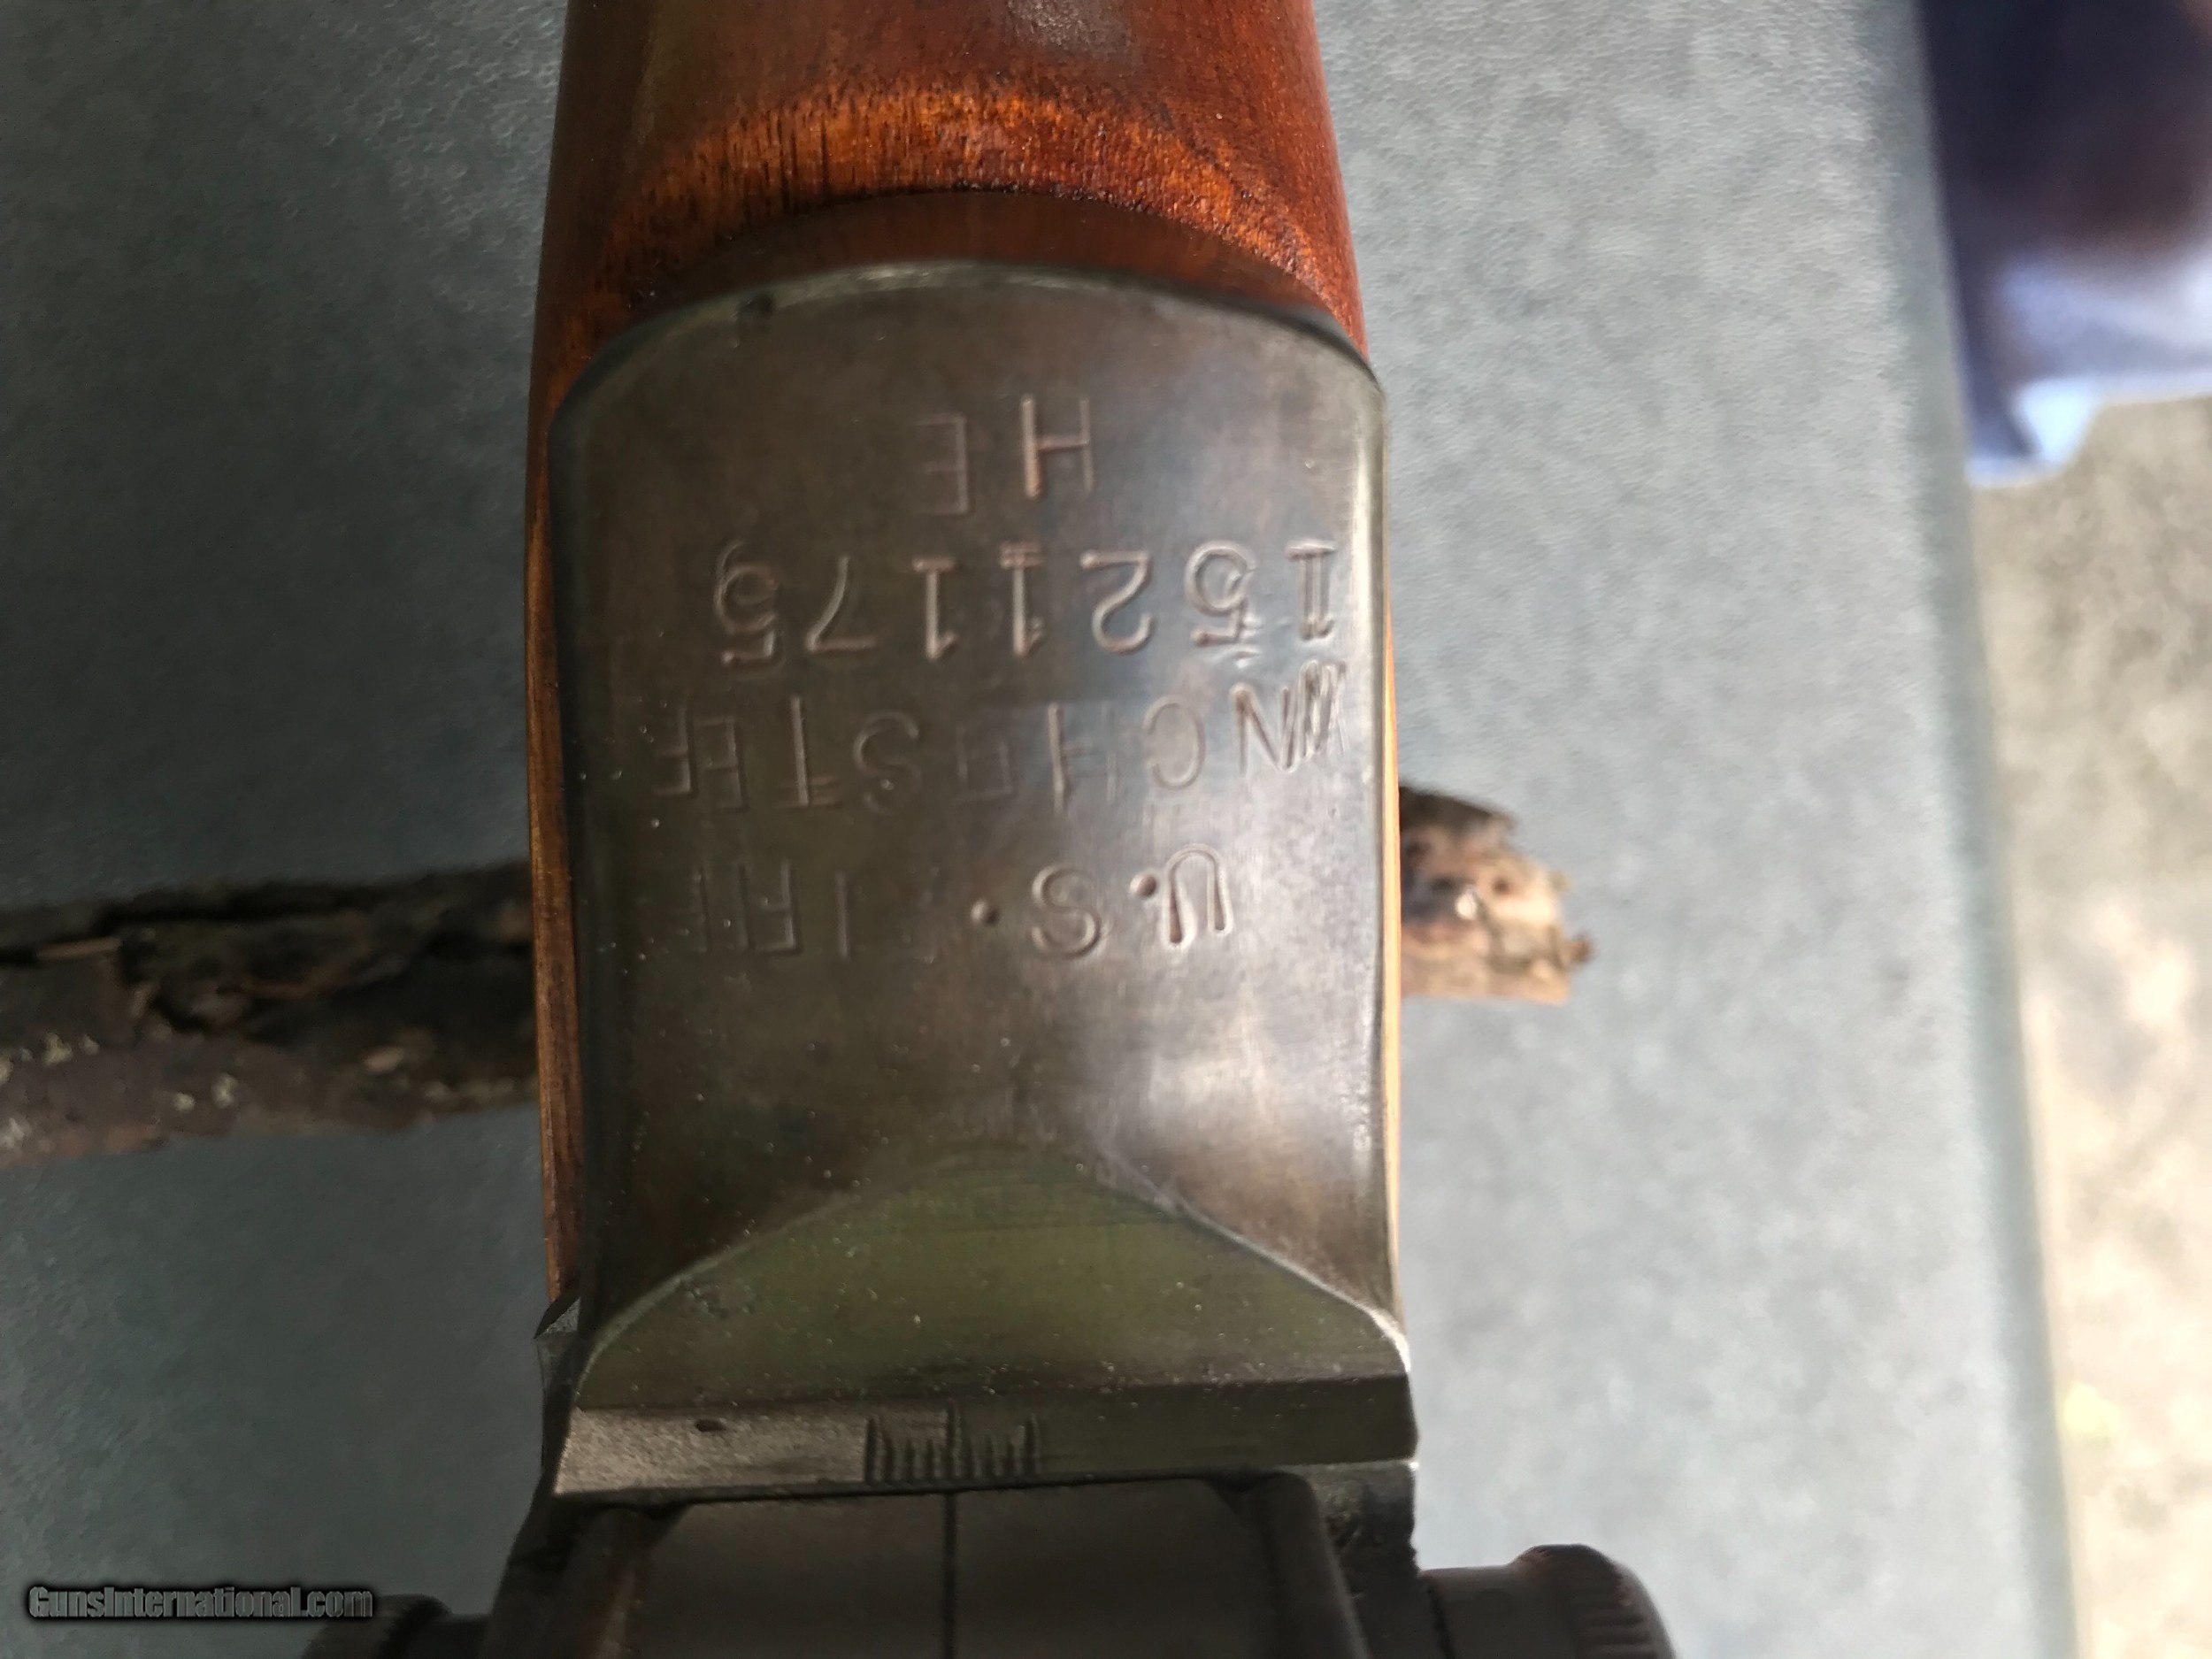 U.S. RIFLE
WINCHESTER
1521175
HE
GunsInternational.com